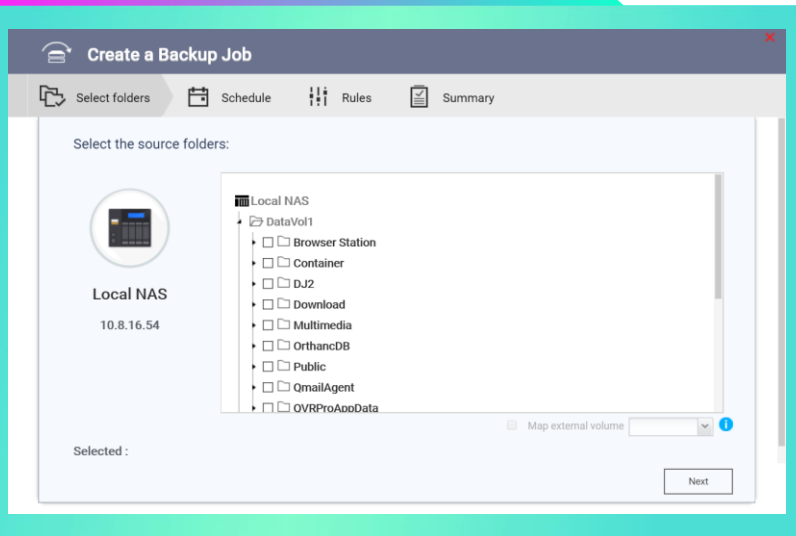 Create a Backup Job
Select folders Schedule Rules Summary
Select the source folders:
Local NAS
10.8.16.54
Local NAS
DataVol1
Browser Station
Container
DJ2
Download
Multimedia
OrthancDB
Public
QmailAgent
QVRProAppData
Map external volume
Selected :
Next